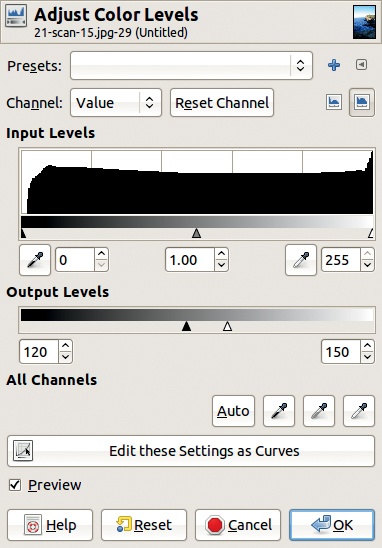 Adjust Color Levels
21-scan-15.jpg-29 (Untitled)
Presets:
Channel: Value Reset Channel
Input Levels
0 1.00 255
Output Levels
120 150
All Channels
Auto
Edit these Settings as Curves
Preview
Help Reset Cancel OK